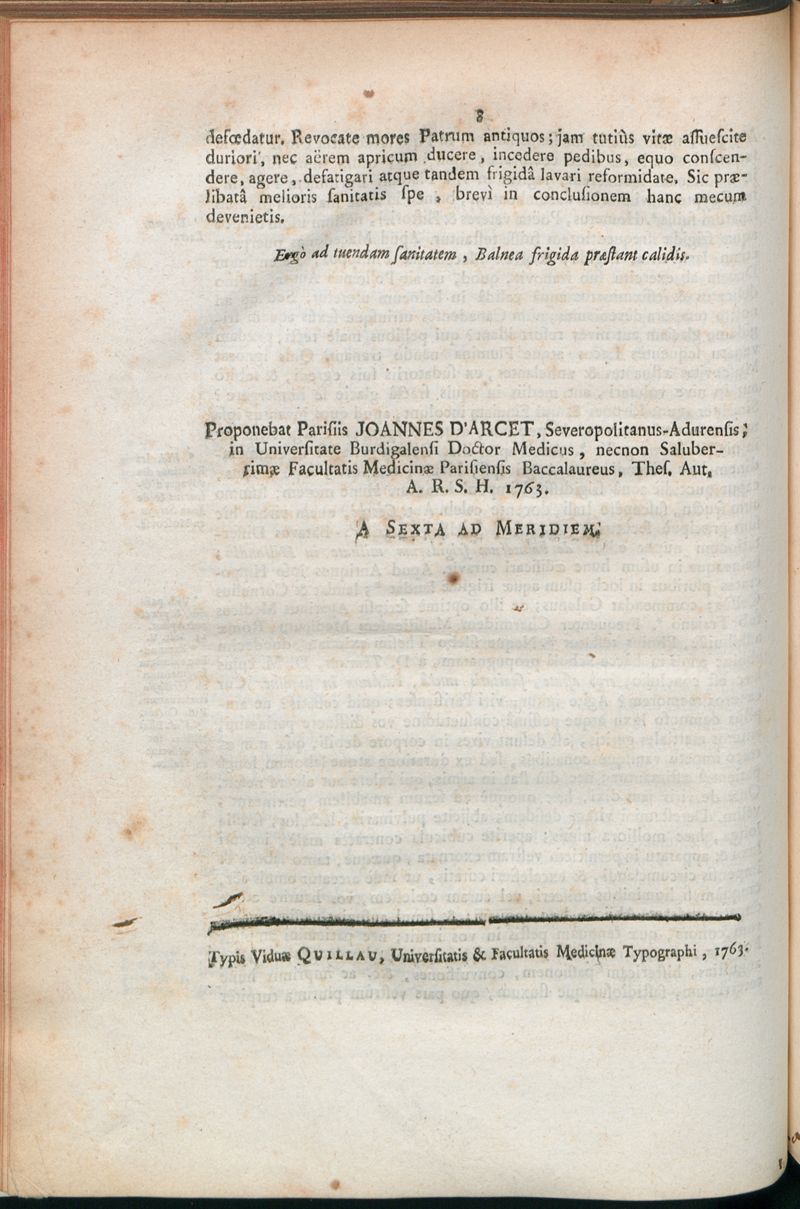 8
defœdatur. Revocate mores Patrum antiquos; jam tutiùs vitæ assuescite
duriori, nec aërem apricum ducere, incedere pedibus, equo conscen-
dere, agere, defatigari atque tandem frigidâ lavari reformidate. Sic præ-
libatâ melioris sanitatis spe, brevì in conclusionem hanc mecum
devenietis.
Ergò ad tuendam sanitatem, Balnea frigida præstant calidis.
Proponebat Parisiis JOANNES D'ARCET, Severopolitanus-Adurensis;
in Universitate Burdigalensi Doctor Medicus, necnon Saluber-
rimæ Facultatis Medicinæ Parisiensis Baccalaureus, Thes. Aut.
A. R. S. H. 1763.
A SEXTA AD MERIDIEM.
Typis Viduæ QUILLAU, Universitatis & Facultatis Medicinæ Typographi, 1763.